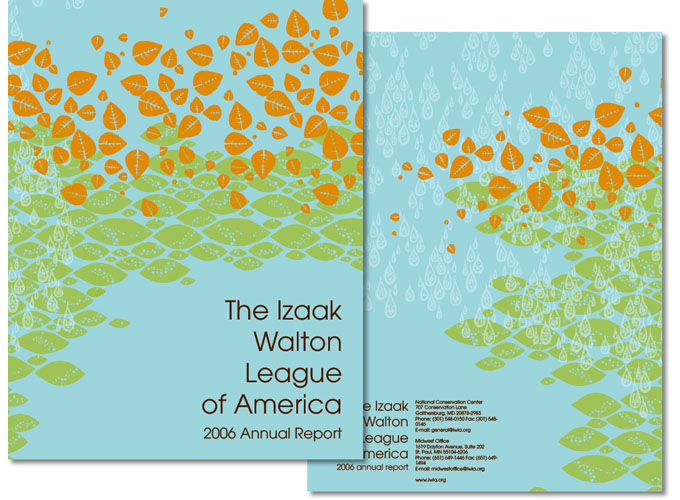 The Izaak
Walton
League
of America
2006 Annual Report
he Izaak
Walton
League
merica
2006 annual report
National Conservation Center
707 Conservation Lane
Gaithersburg, MD 20878-2983
Phone: (301) 548-0150 Fax: (301) 548-
0146
E-mail: general@iwla.org
Midwest Office
1619 Dayton Avenue, Suite 202
St. Paul, MN 55104-6206
Phone: (651) 649-1446 Fax: (651) 649-
1494
E-mail: midwestoffice@iwla.org
www.iwla.org